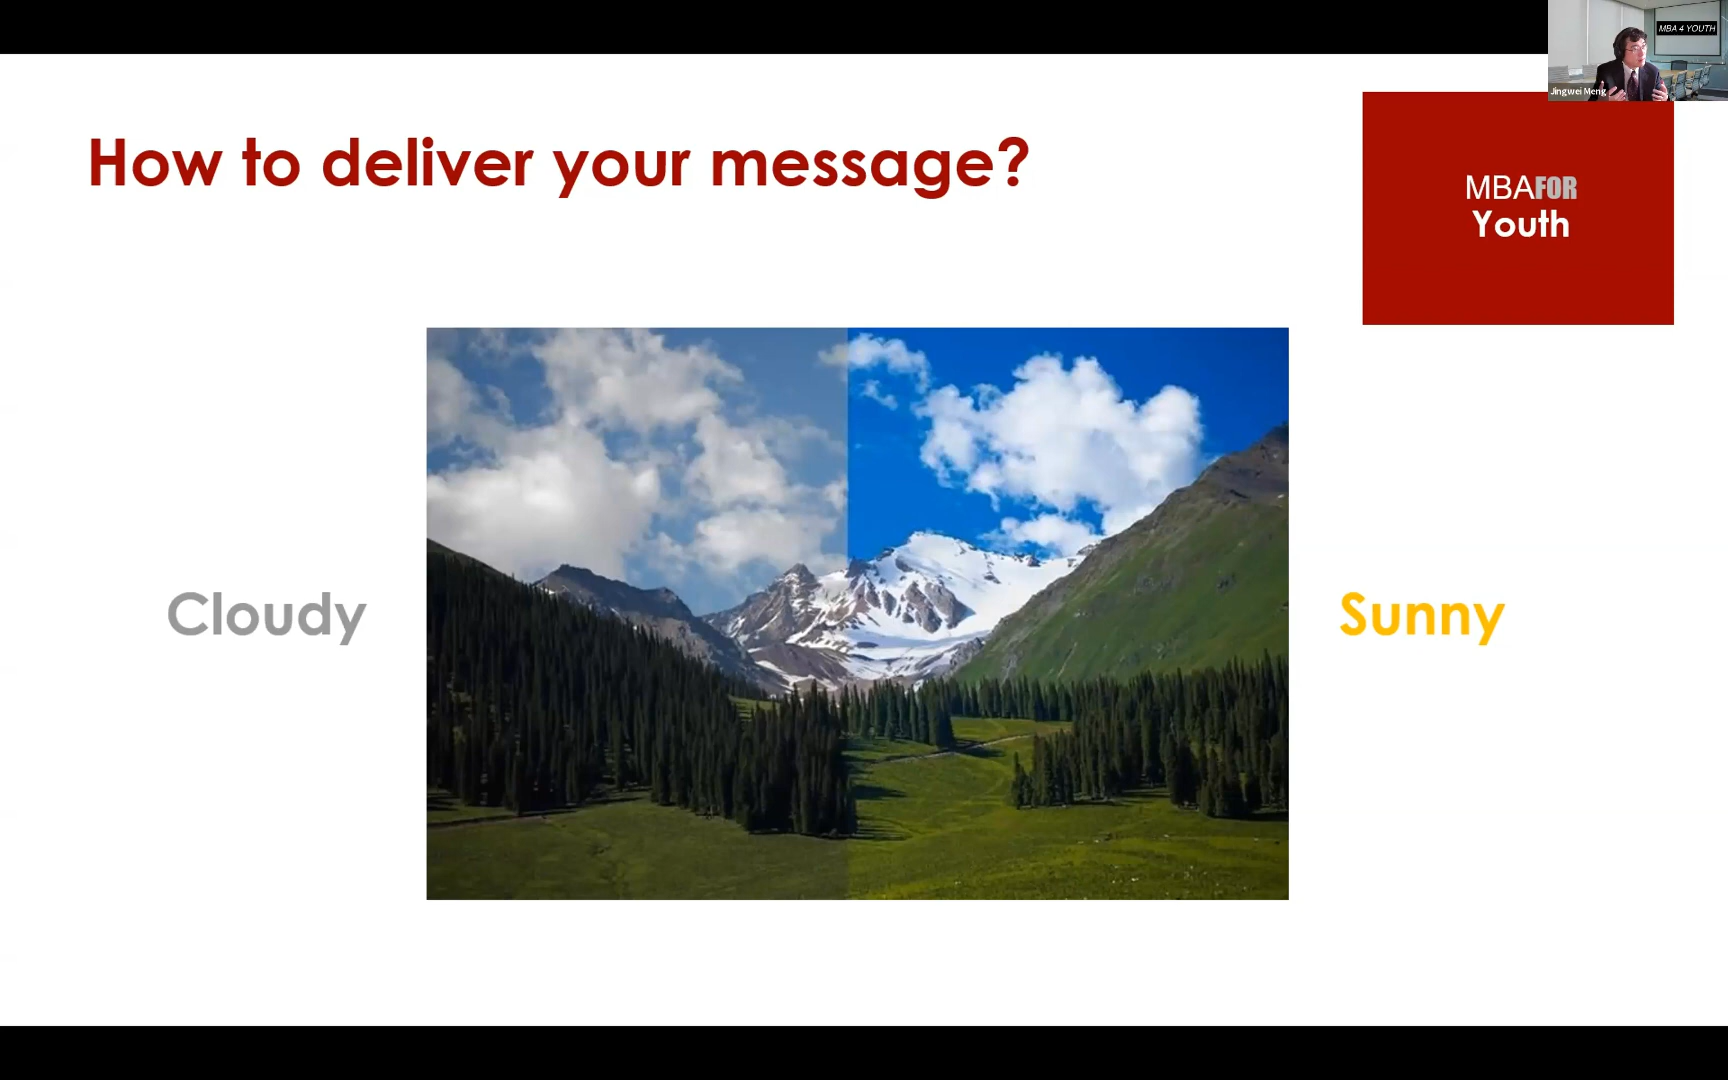 MBA 4 YOUTH
Jingwei Meng
How to deliver your message?
MBAFOR
Youth
Cloudy
Sunny